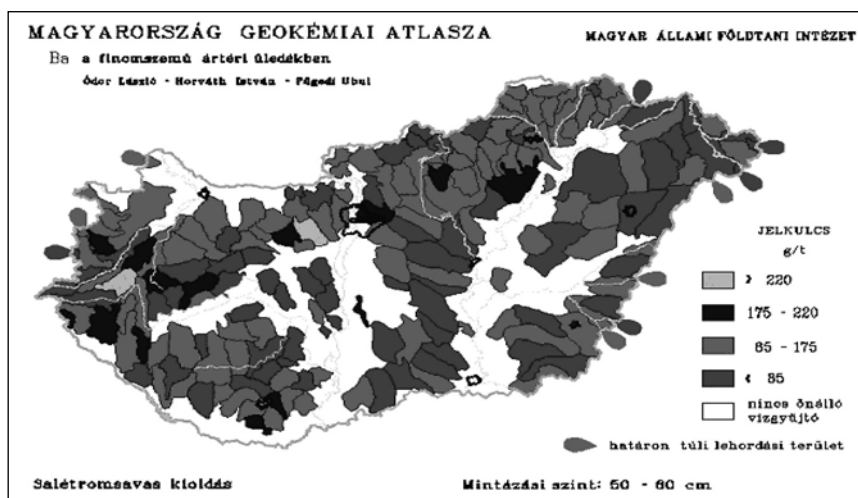 MAGYARORSZÁG GEOKÉMIAI ATLASZA
MAGYAR ÁLLAMI FÖLDTANI INTÉZET
Ba a finomszemű ártéri üledékben
Ódor László - Horváth István - Fügedi Ubul
JELKULCS
g/t
> 220
175 - 220
85 - 175
< 85
nincs önálló
vízgyűjtő
határon túli lehordási terület
Salétromsavas kioldás
Mintázási szint: 50 - 60 cm